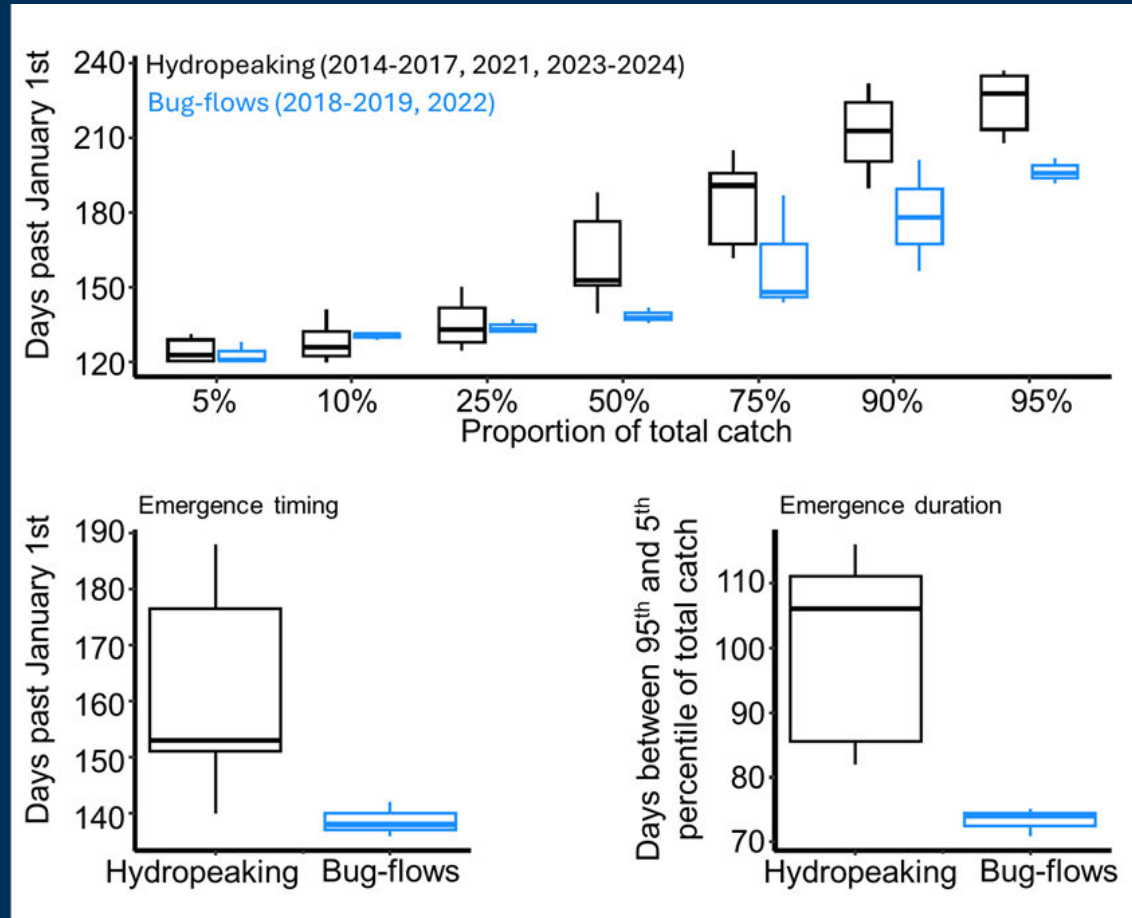 240
Hydropeaking (2014-2017, 2021, 2023-2024)
Bug-flows (2018-2019, 2022)
210
180
150
120
Days past January 1st
5% 10% 25% 50% 75% 90% 95%
Proportion of total catch
Emergence timing
190
180
170
160
150
140
Days past January 1st
Hydropeaking Bug-flows
Emergence duration
Days between 95th and 5th
percentile of total catch
110
100
90
80
70
Hydropeaking Bug-flows